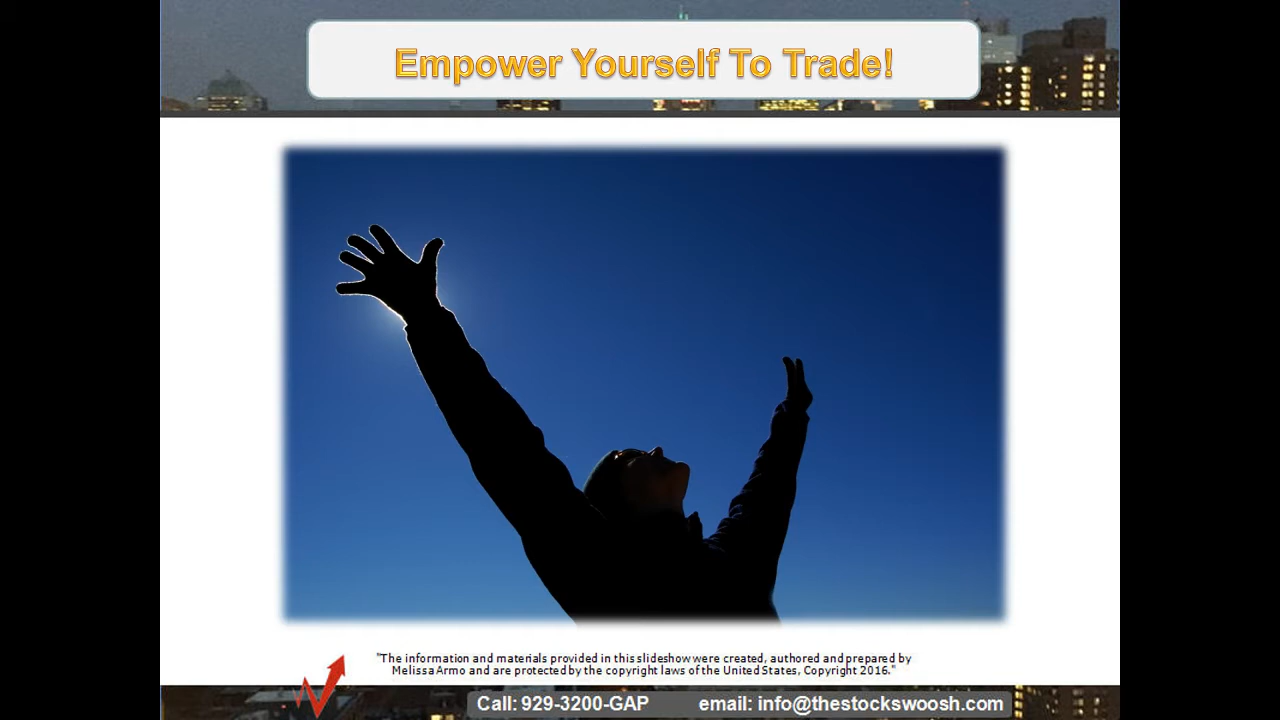 Empower Yourself To Trade!
"The information and materials provided in this slideshow were created, authored and prepared by
Melissa Armo and are protected by the copyright laws of the United States, Copyright 2016."
Call: 929-3200-GAP email: info@thestockswoosh.com